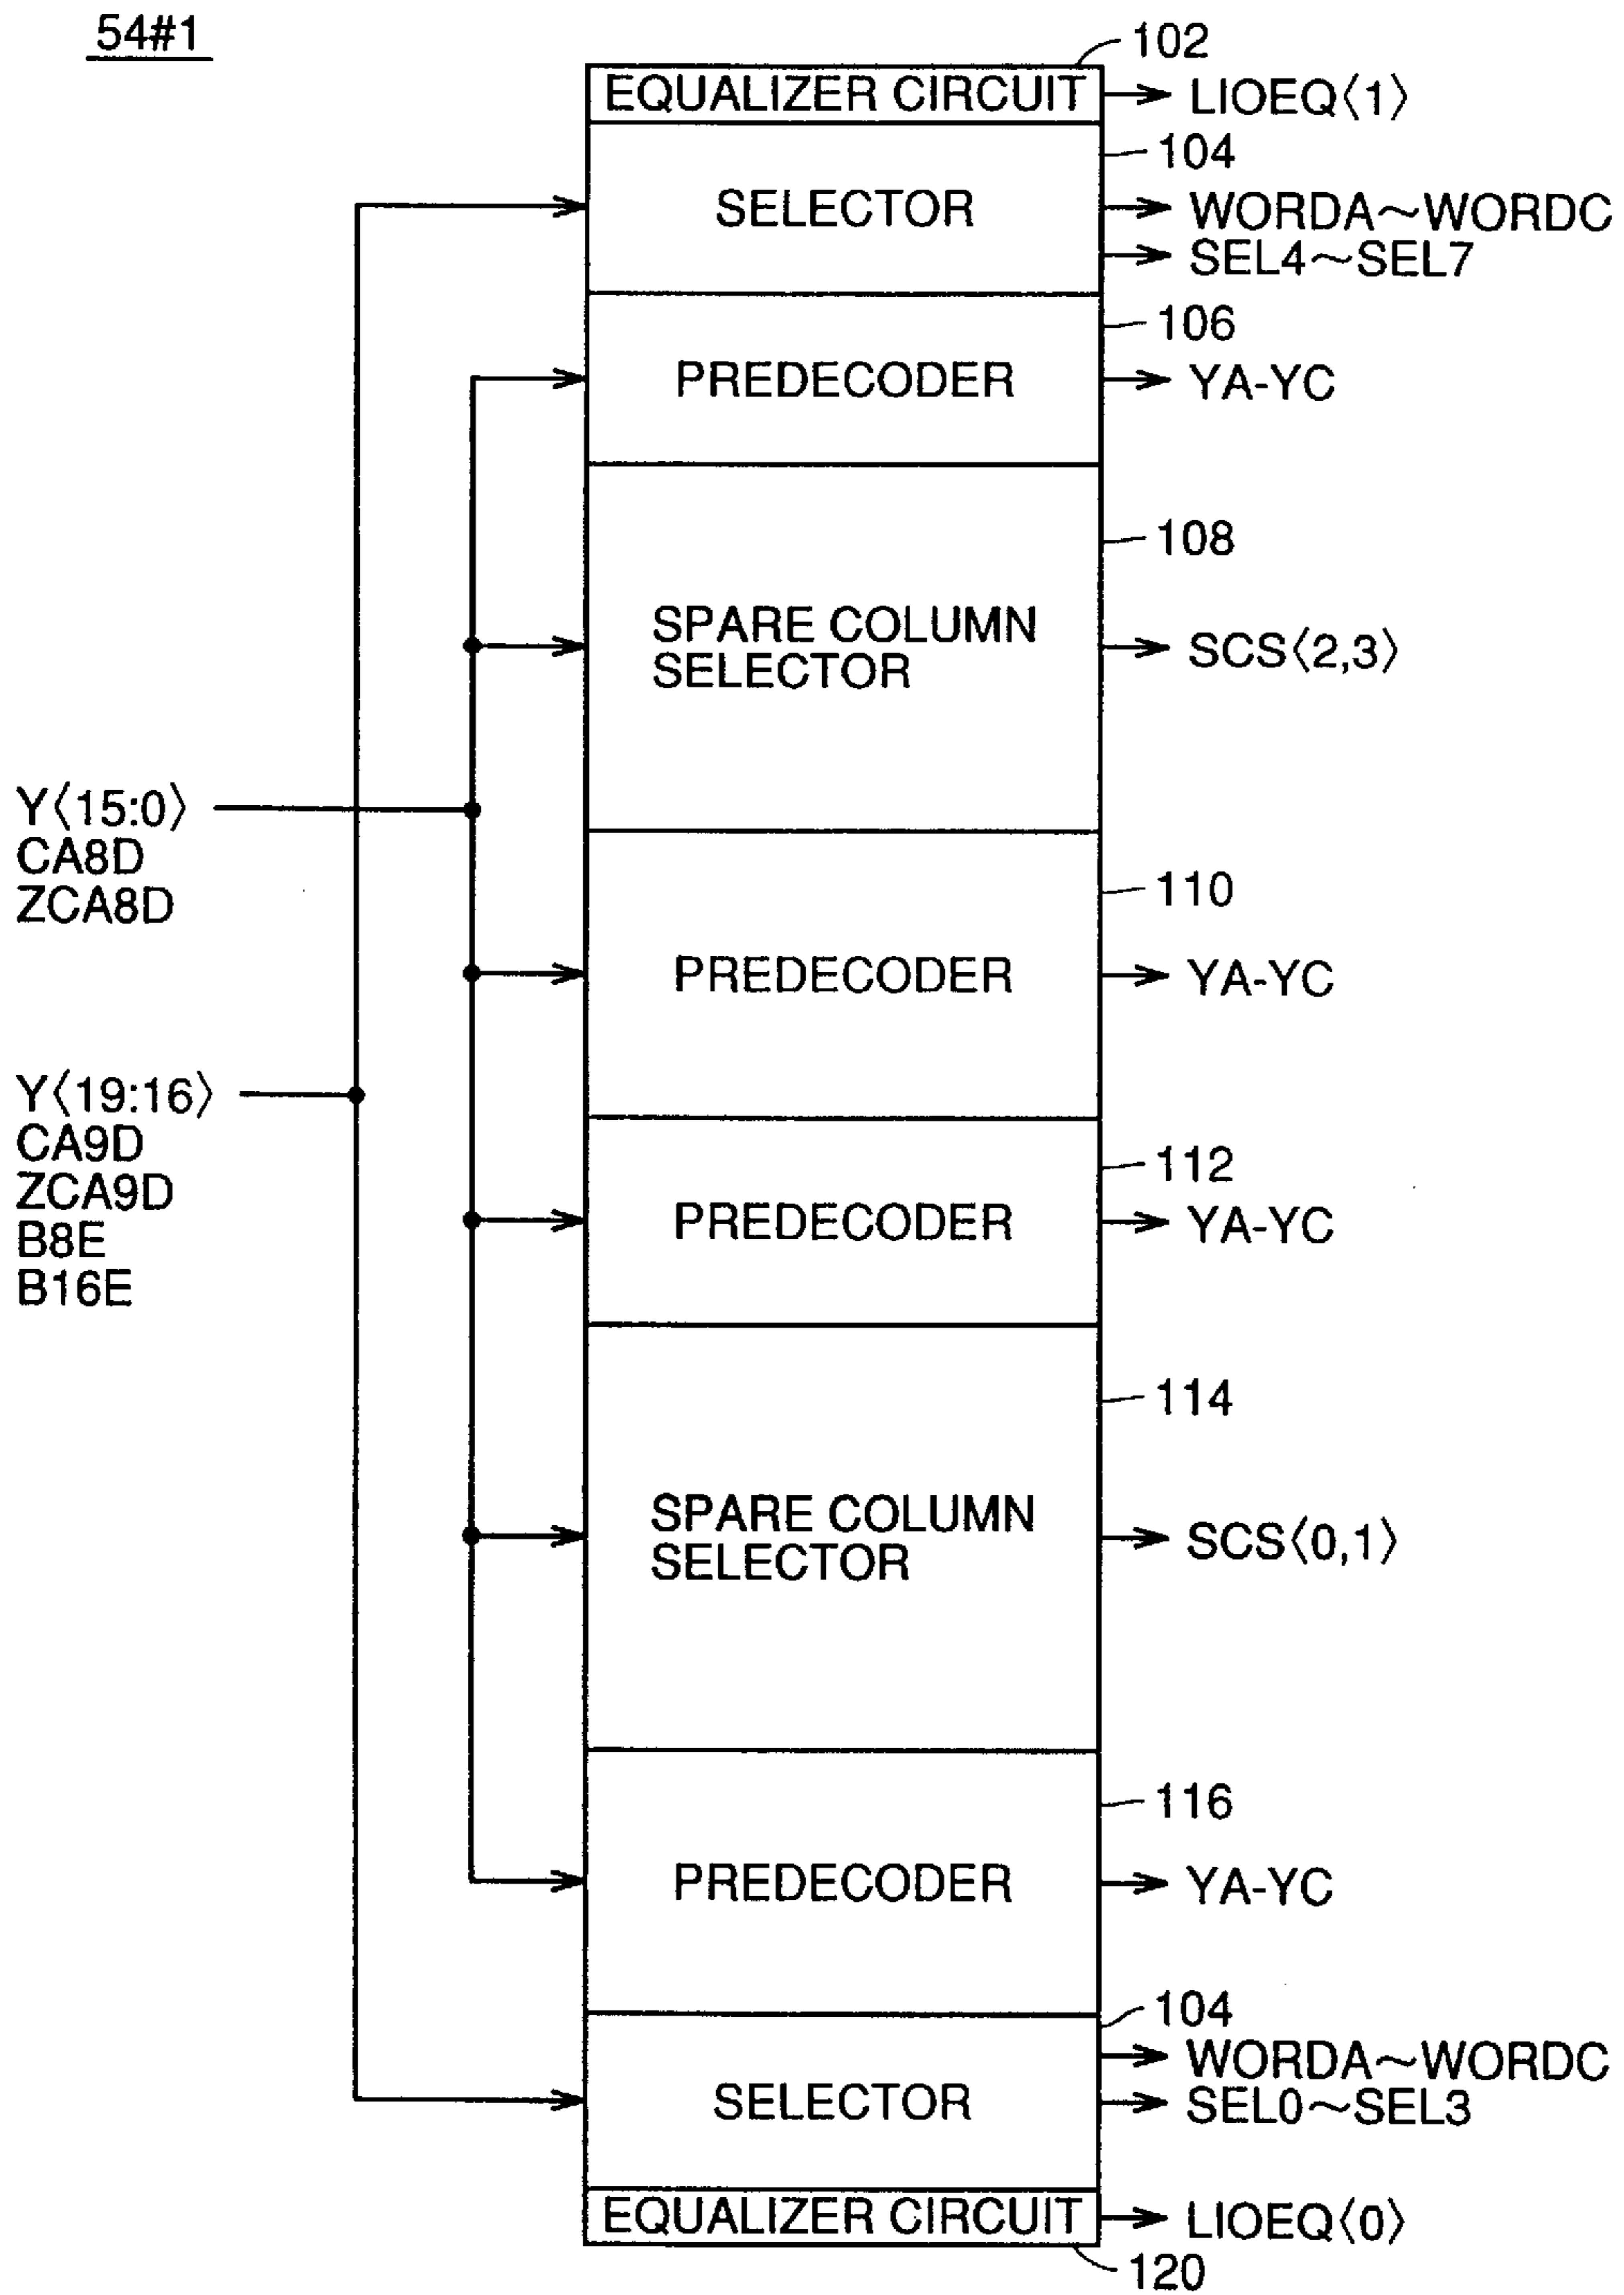 54#1
102
EQUALIZER CIRCUIT
LIOEQ⟨1⟩
104
SELECTOR
WORDA~WORDC
SEL4~SEL7
106
PREDECODER
YA-YC
108
SPARE COLUMN
SELECTOR
SCS⟨2,3⟩
Y⟨15:0⟩
CA8D
ZCA8D
110
PREDECODER
YA-YC
Y⟨19:16⟩
CA9D
ZCA9D
B8E
B16E
112
PREDECODER
YA-YC
114
SPARE COLUMN
SELECTOR
SCS⟨0,1⟩
116
PREDECODER
YA-YC
104
WORDA~WORDC
SELECTOR
SEL0~SEL3
EQUALIZER CIRCUIT
LIOEQ⟨0⟩
120